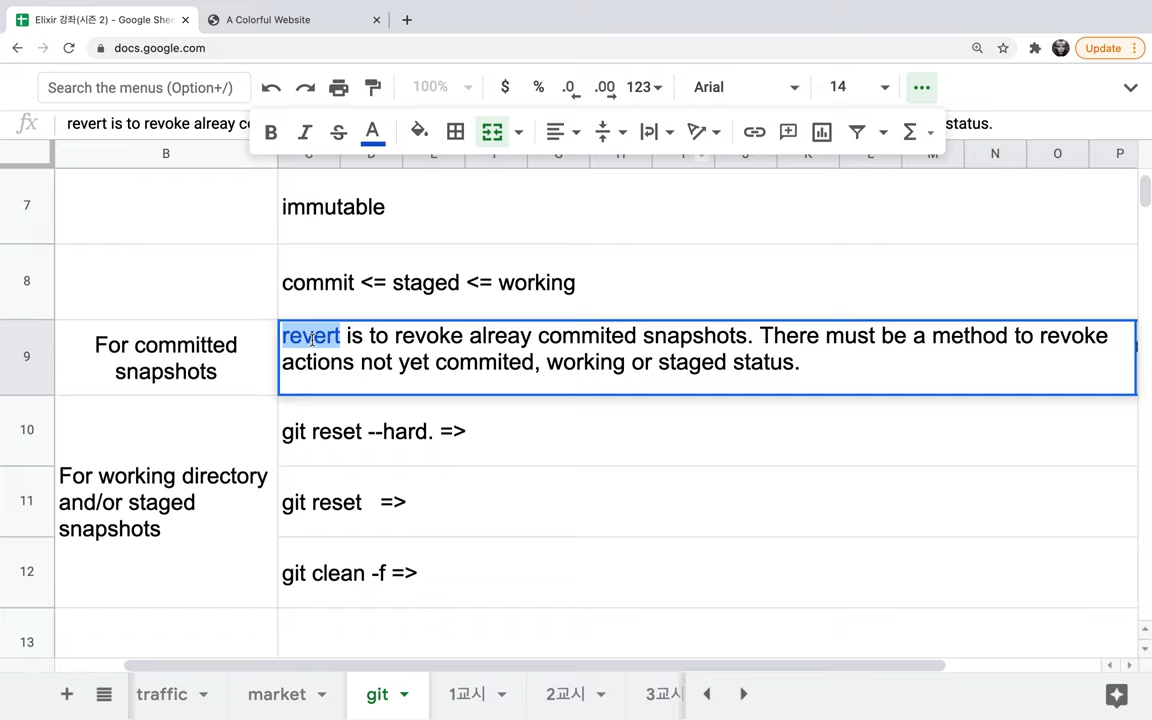 Elixir 강좌(시즌 2) - Google Shee
A Colorful Website
docs.google.com
Update
Search the menus (Option+/)
100%
$
%
.0
.00
123
Arial
14
fx
revert is to revoke alreay c
status.
B I S A
B
N O P
7
immutable
8
commit <= staged <= working
9
For committed
snapshots
revert is to revoke alreay commited snapshots. There must be a method to revoke
actions not yet commited, working or staged status.
10
git reset --hard. =>
For working directory
and/or staged
snapshots
11
git reset   =>
12
git clean -f =>
13
traffic
market
git
1교시
2교시
3교시